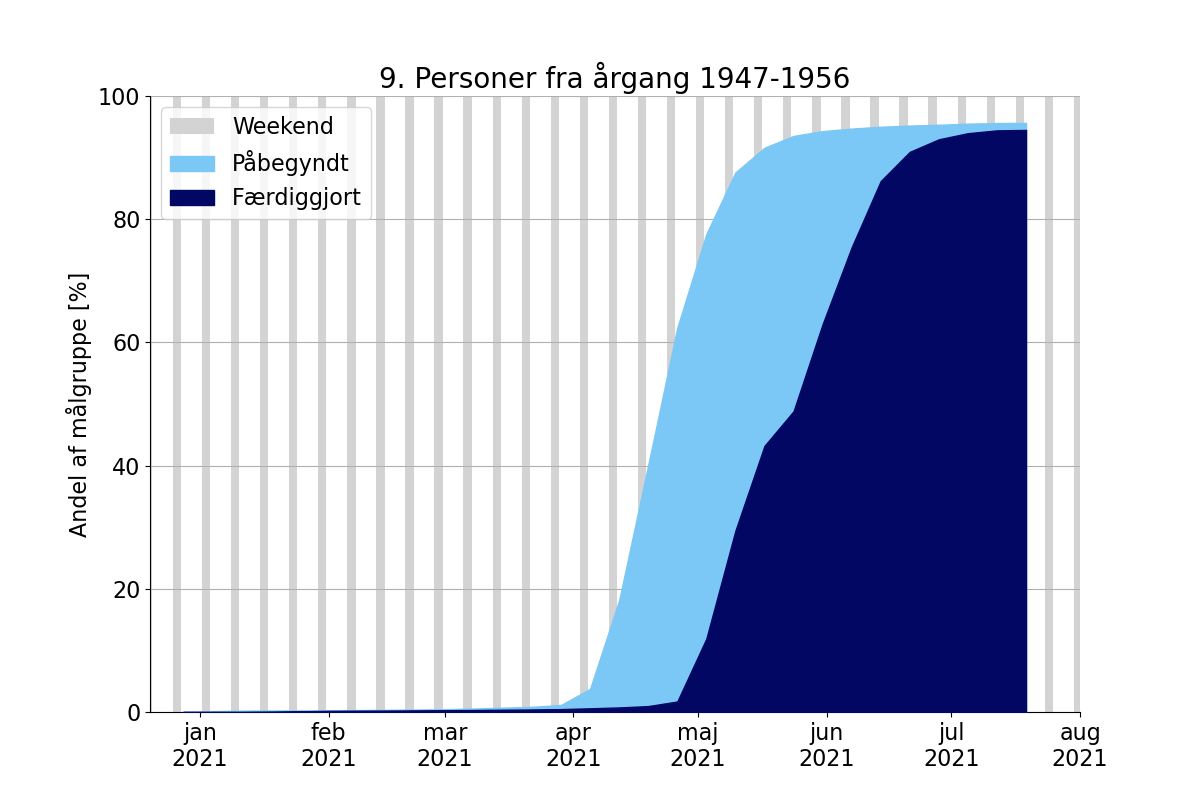 9. Personer fra årgang 1947-1956
Weekend
Påbegyndt
Færdiggjort
Andel af målgruppe [%]
100
80
60
40
20
0
jan feb mar apr maj jun jul aug
2021 2021 2021 2021 2021 2021 2021 2021